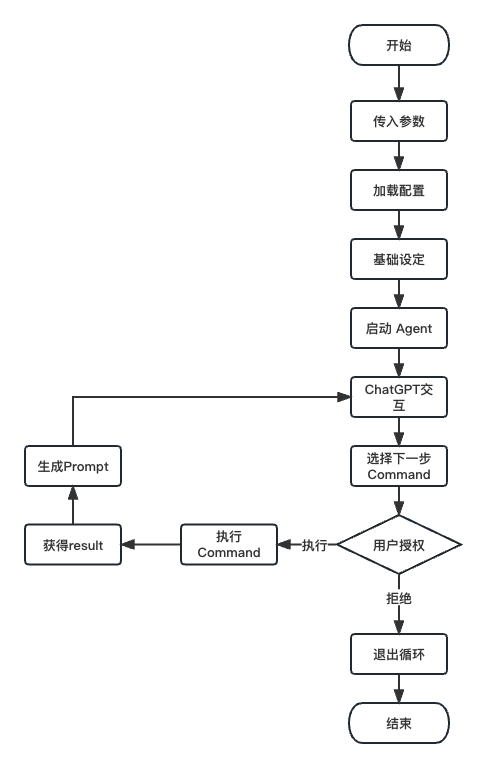 开始
传入参数
加载配置
基础设定
启动 Agent
ChatGPT交
互
生成Prompt
选择下一步
Command
获得result
执行
Command
执行
用户授权
拒绝
退出循环
结束